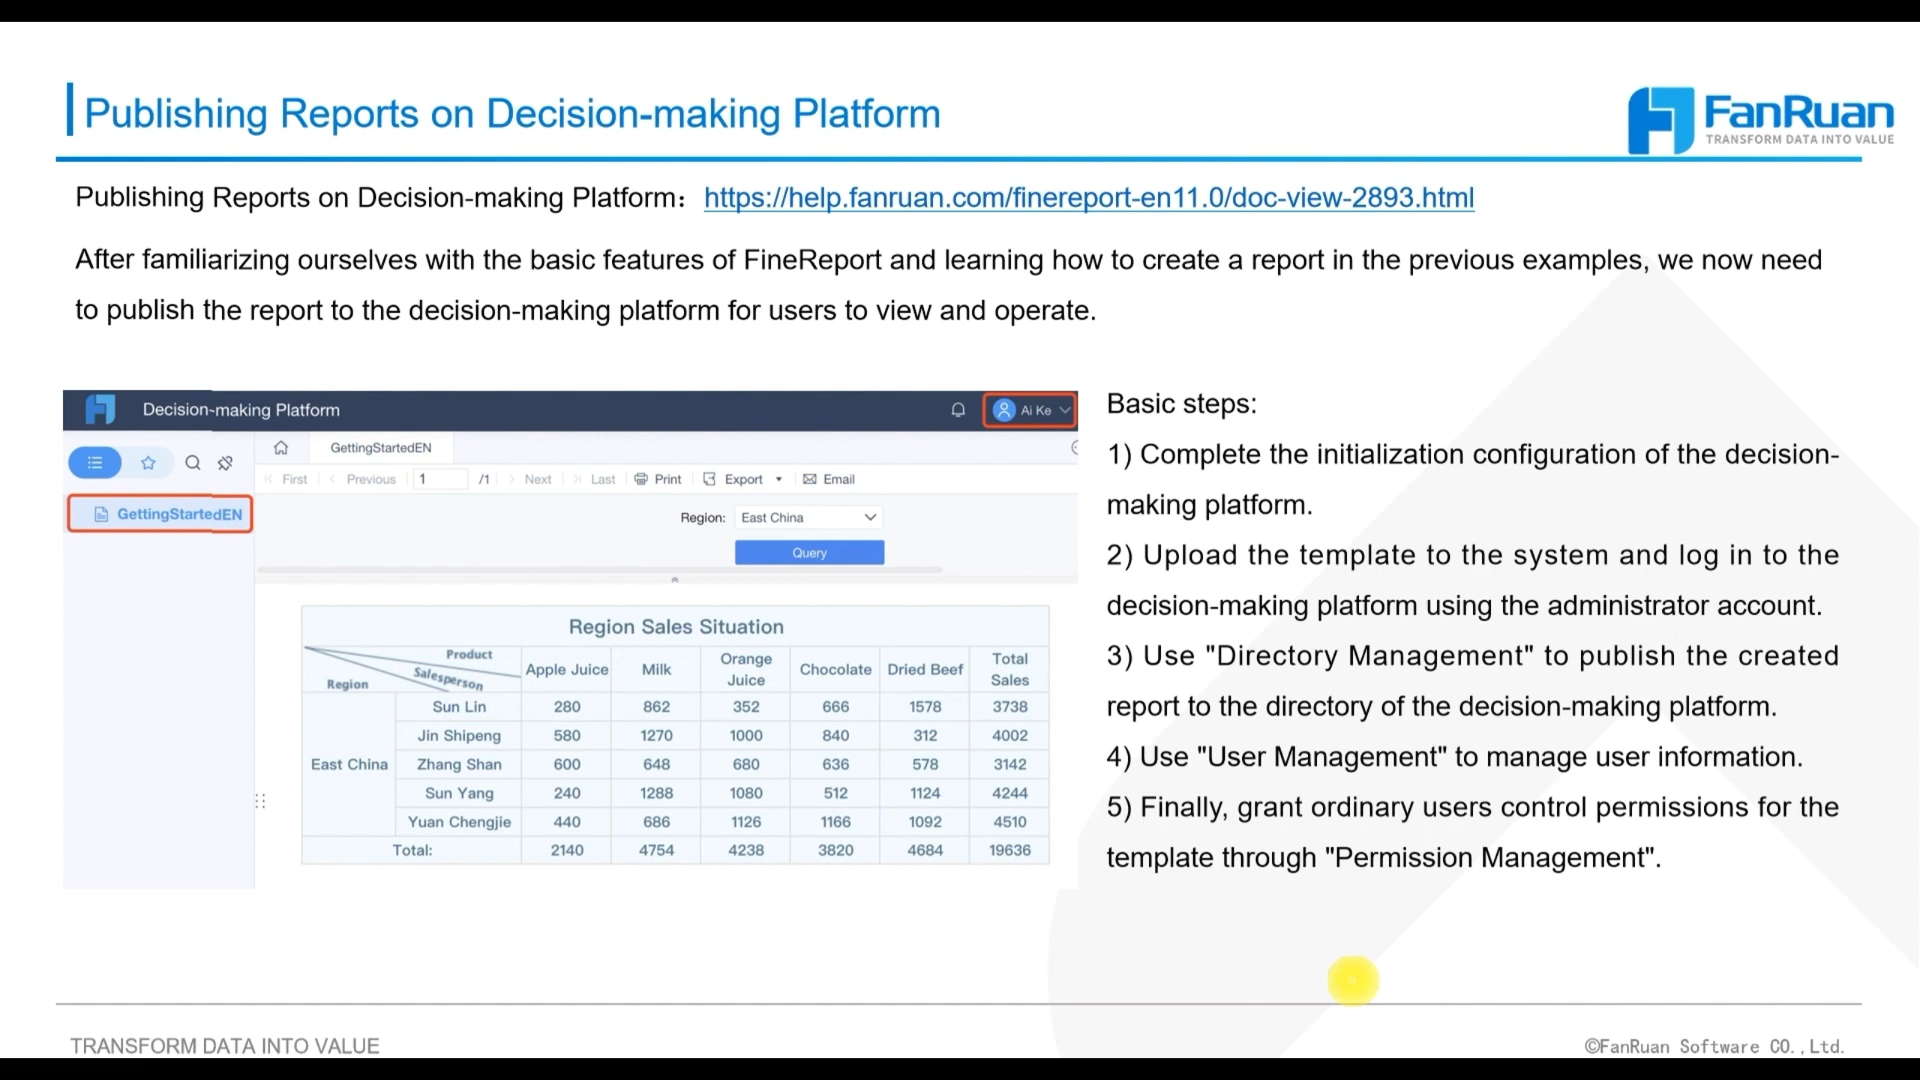 Publishing Reports on Decision-making Platform
FanRuan
TRANSFORM DATA INTO VALUE
Publishing Reports on Decision-making Platform： https://help.fanruan.com/finereport-en11.0/doc-view-2893.html
After familiarizing ourselves with the basic features of FineReport and learning how to create a report in the previous examples, we now need
to publish the report to the decision-making platform for users to view and operate.
Decision-making Platform
Ai Ke
GettingStartedEN
First Previous 1 /1 Next Last Print Export Email
GettingStartedEN
Region: East China
Query
Region Sales Situation
Product
Salesperson
Region
Apple Juice Milk Orange Juice Chocolate Dried Beef Total Sales
East China
Sun Lin 280 862 352 666 1578 3738
Jin Shipeng 580 1270 1000 840 312 4002
Zhang Shan 600 648 680 636 578 3142
Sun Yang 240 1288 1080 512 1124 4244
Yuan Chengjie 440 686 1126 1166 1092 4510
Total: 2140 4754 4238 3820 4684 19636
Basic steps:
1) Complete the initialization configuration of the decision-
making platform.
2) Upload the template to the system and log in to the
decision-making platform using the administrator account.
3) Use "Directory Management" to publish the created
report to the directory of the decision-making platform.
4) Use "User Management" to manage user information.
5) Finally, grant ordinary users control permissions for the
template through "Permission Management".
TRANSFORM DATA INTO VALUE
©FanRuan Software CO.,Ltd.